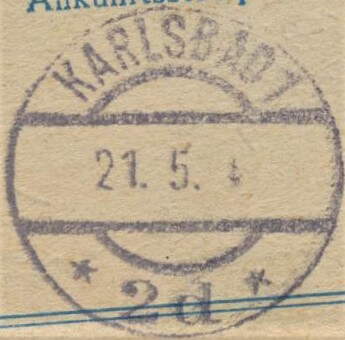 KARLSBAD 1
21. 5.
* 2d *